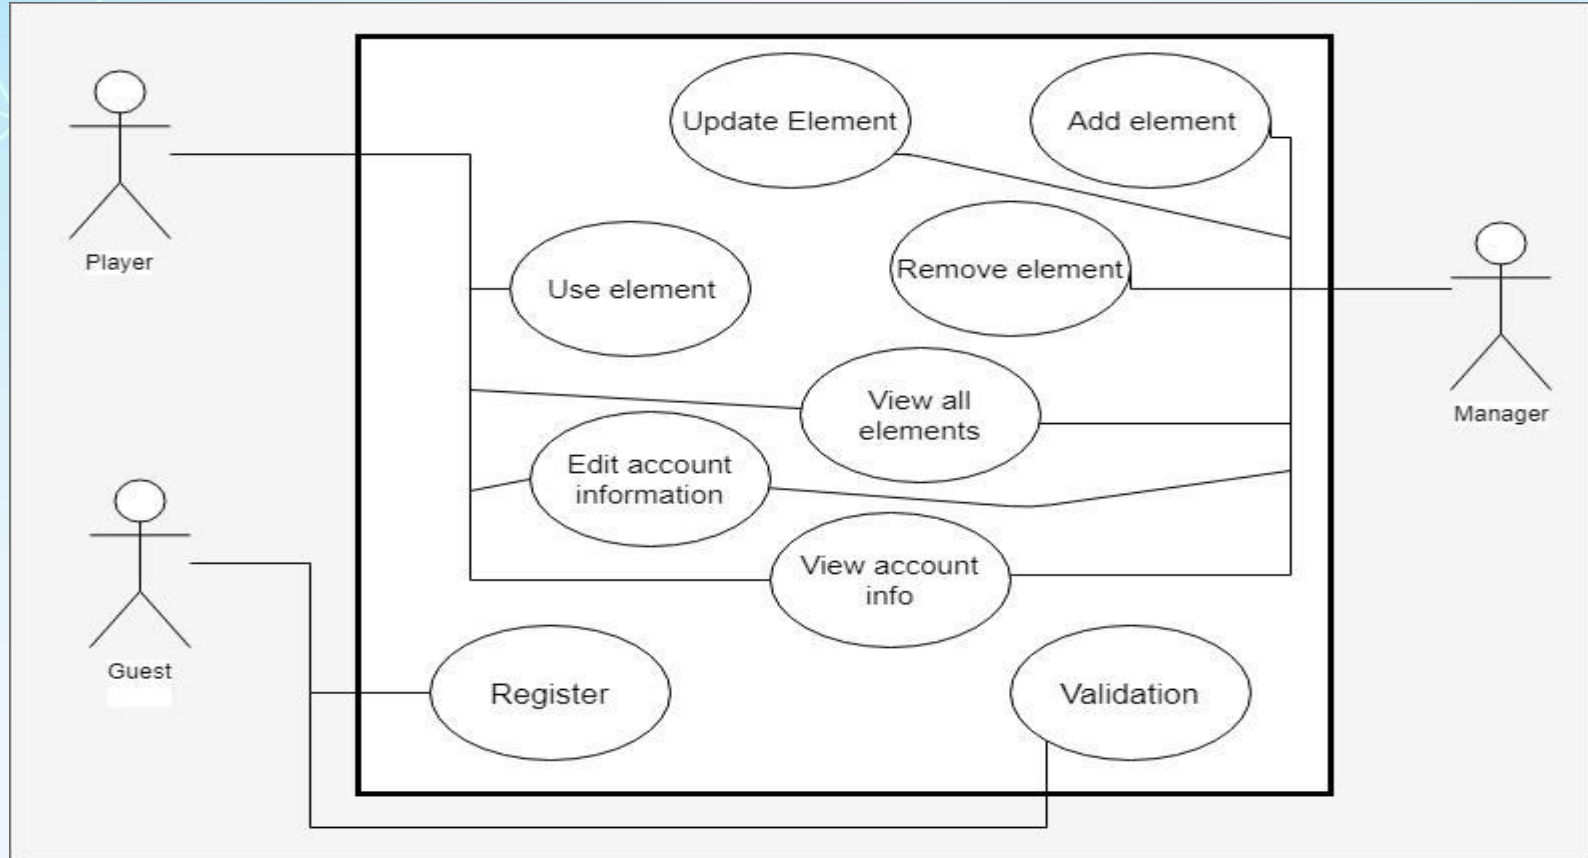 Update Element
Add element
Player
Use element
Remove element
View all
elements
Manager
Edit account
information
View account
info
Guest
Register
Validation